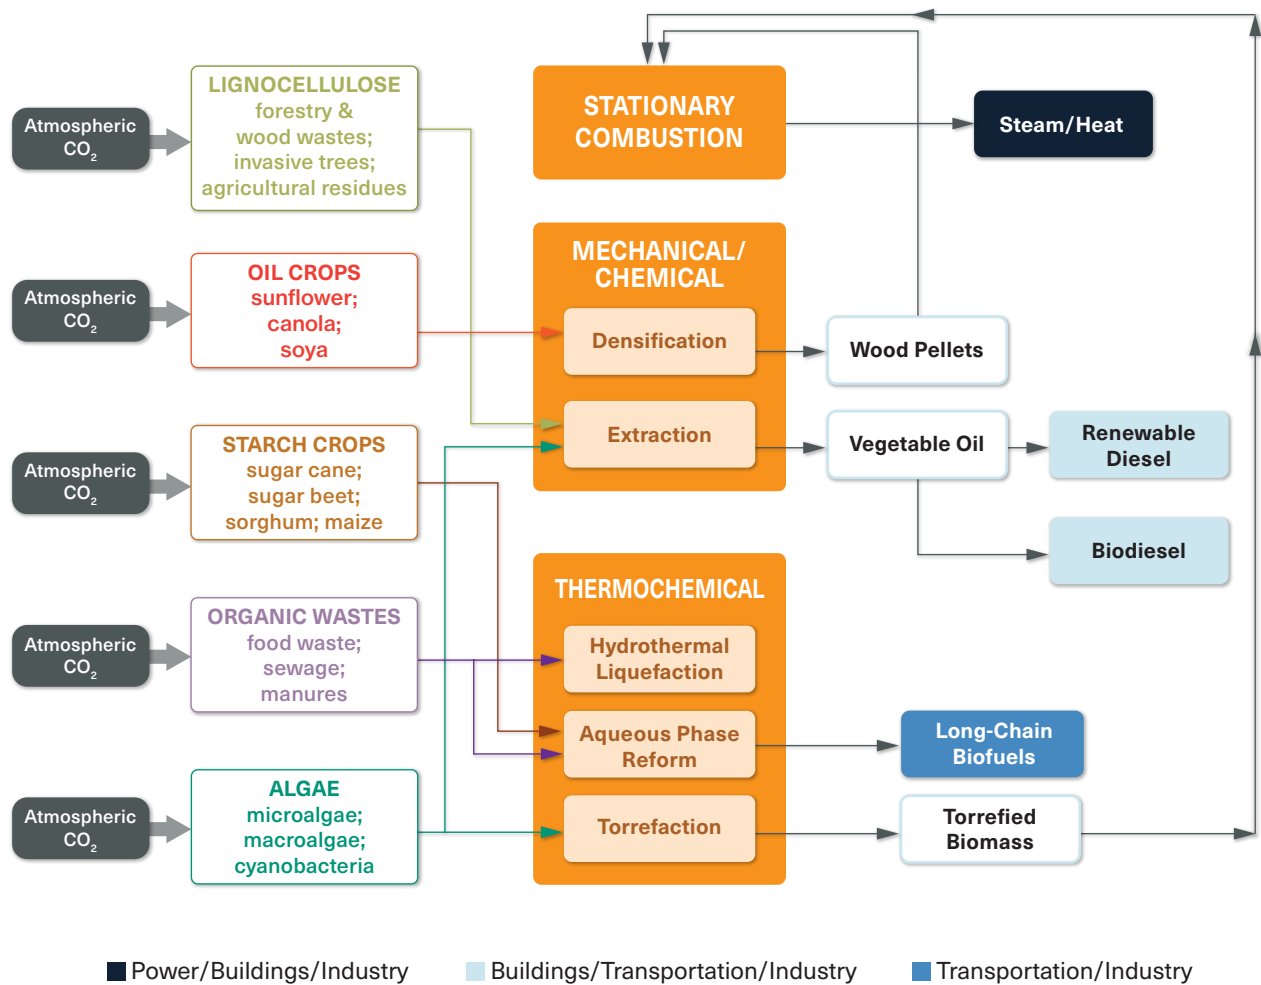 Atmospheric
CO2
LIGNOCELLULOSE
forestry &
wood wastes;
invasive trees;
agricultural residues
STATIONARY
COMBUSTION
Steam/Heat
Atmospheric
CO2
OIL CROPS
sunflower;
canola;
soya
MECHANICAL/
CHEMICAL
Densification
Wood Pellets
Extraction
Vegetable Oil
Renewable
Diesel
Biodiesel
Atmospheric
CO2
STARCH CROPS
sugar cane;
sugar beet;
sorghum; maize
THERMOCHEMICAL
Atmospheric
CO2
ORGANIC WASTES
food waste;
sewage;
manures
Hydrothermal
Liquefaction
Aqueous Phase
Reform
Long-Chain
Biofuels
Atmospheric
CO2
ALGAE
microalgae;
macroalgae;
cyanobacteria
Torrefaction
Torrefied
Biomass
Power/Buildings/Industry
Buildings/Transportation/Industry
Transportation/Industry